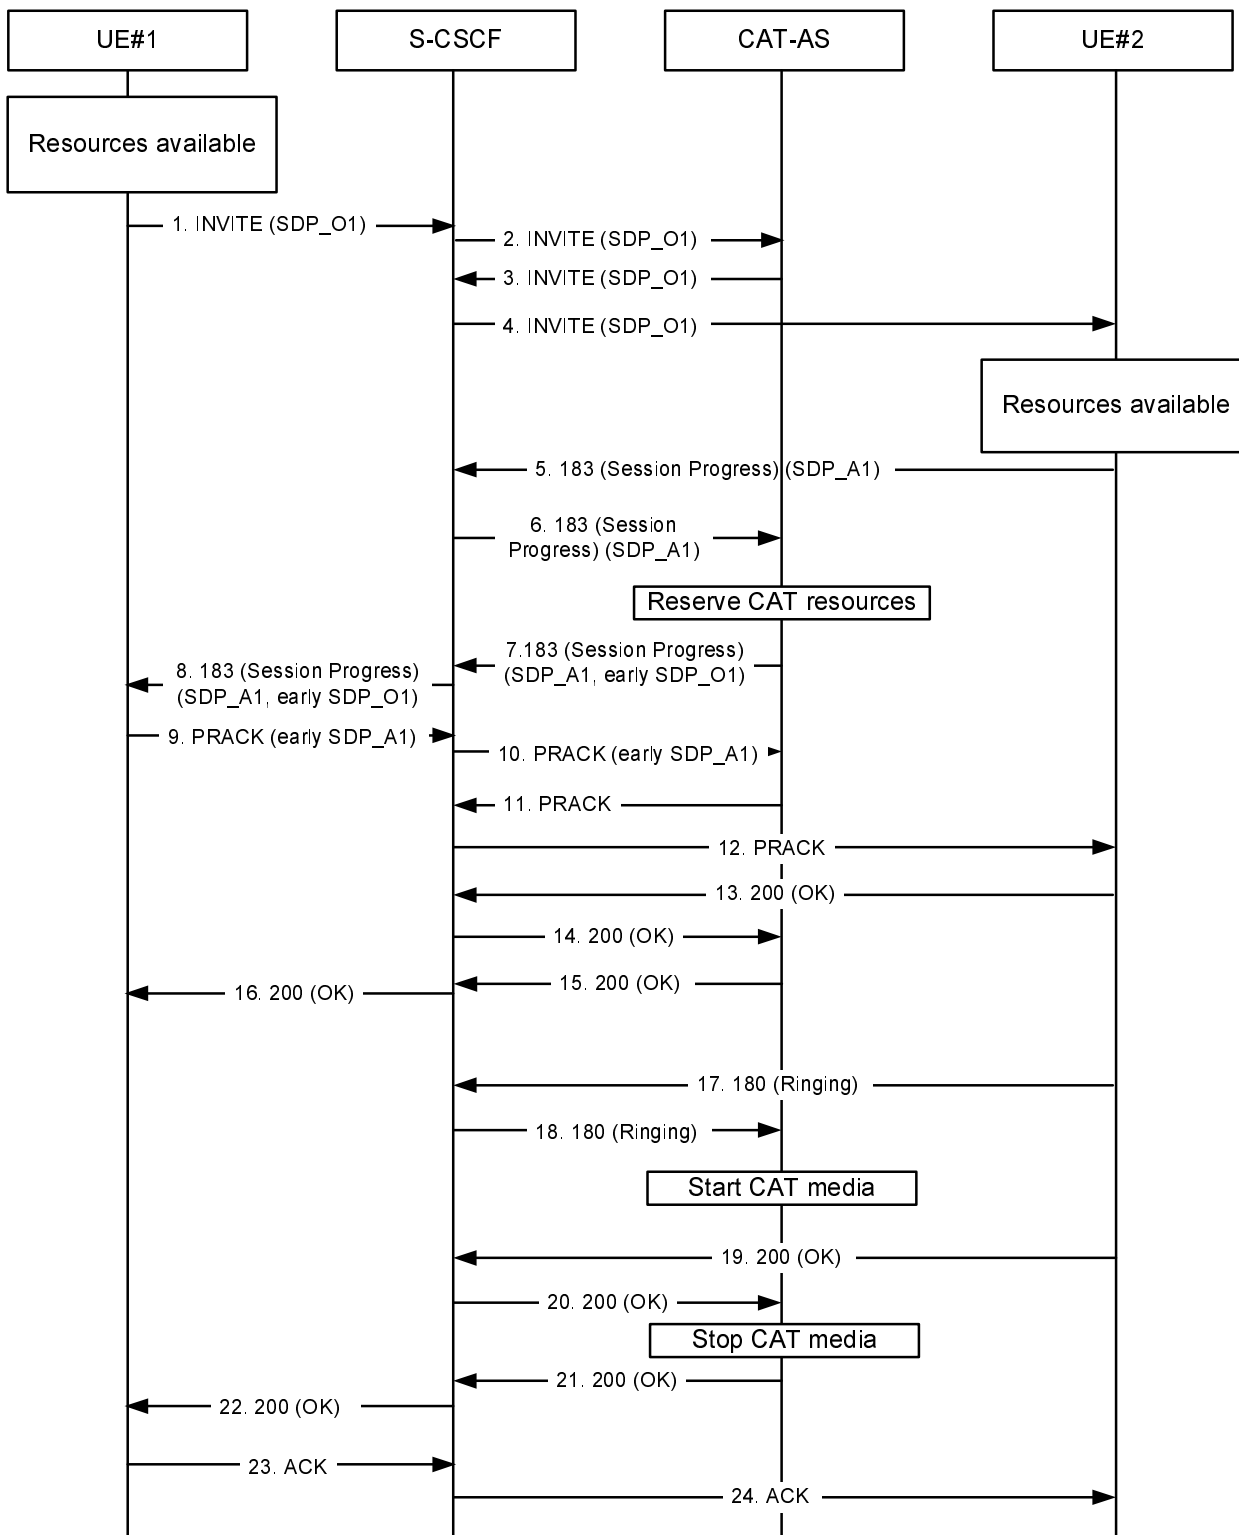 UE#1
S-CSCF
CAT-AS
UE#2
Resources available
1. INVITE (SDP_O1)
2. INVITE (SDP_O1)
3. INVITE (SDP_O1)
4. INVITE (SDP_O1)
Resources available
5. 183 (Session Progress) (SDP_A1)
6. 183 (Session
Progress) (SDP_A1)
Reserve CAT resources
7.183 (Session Progress)
(SDP_A1, early SDP_O1)
8. 183 (Session Progress)
(SDP_A1, early SDP_O1)
9. PRACK (early SDP_A1)
10. PRACK (early SDP_A1)
11. PRACK
12. PRACK
13. 200 (OK)
14. 200 (OK)
15. 200 (OK)
16. 200 (OK)
17. 180 (Ringing)
18. 180 (Ringing)
Start CAT media
19. 200 (OK)
20. 200 (OK)
Stop CAT media
21. 200 (OK)
22. 200 (OK)
23. ACK
24. ACK